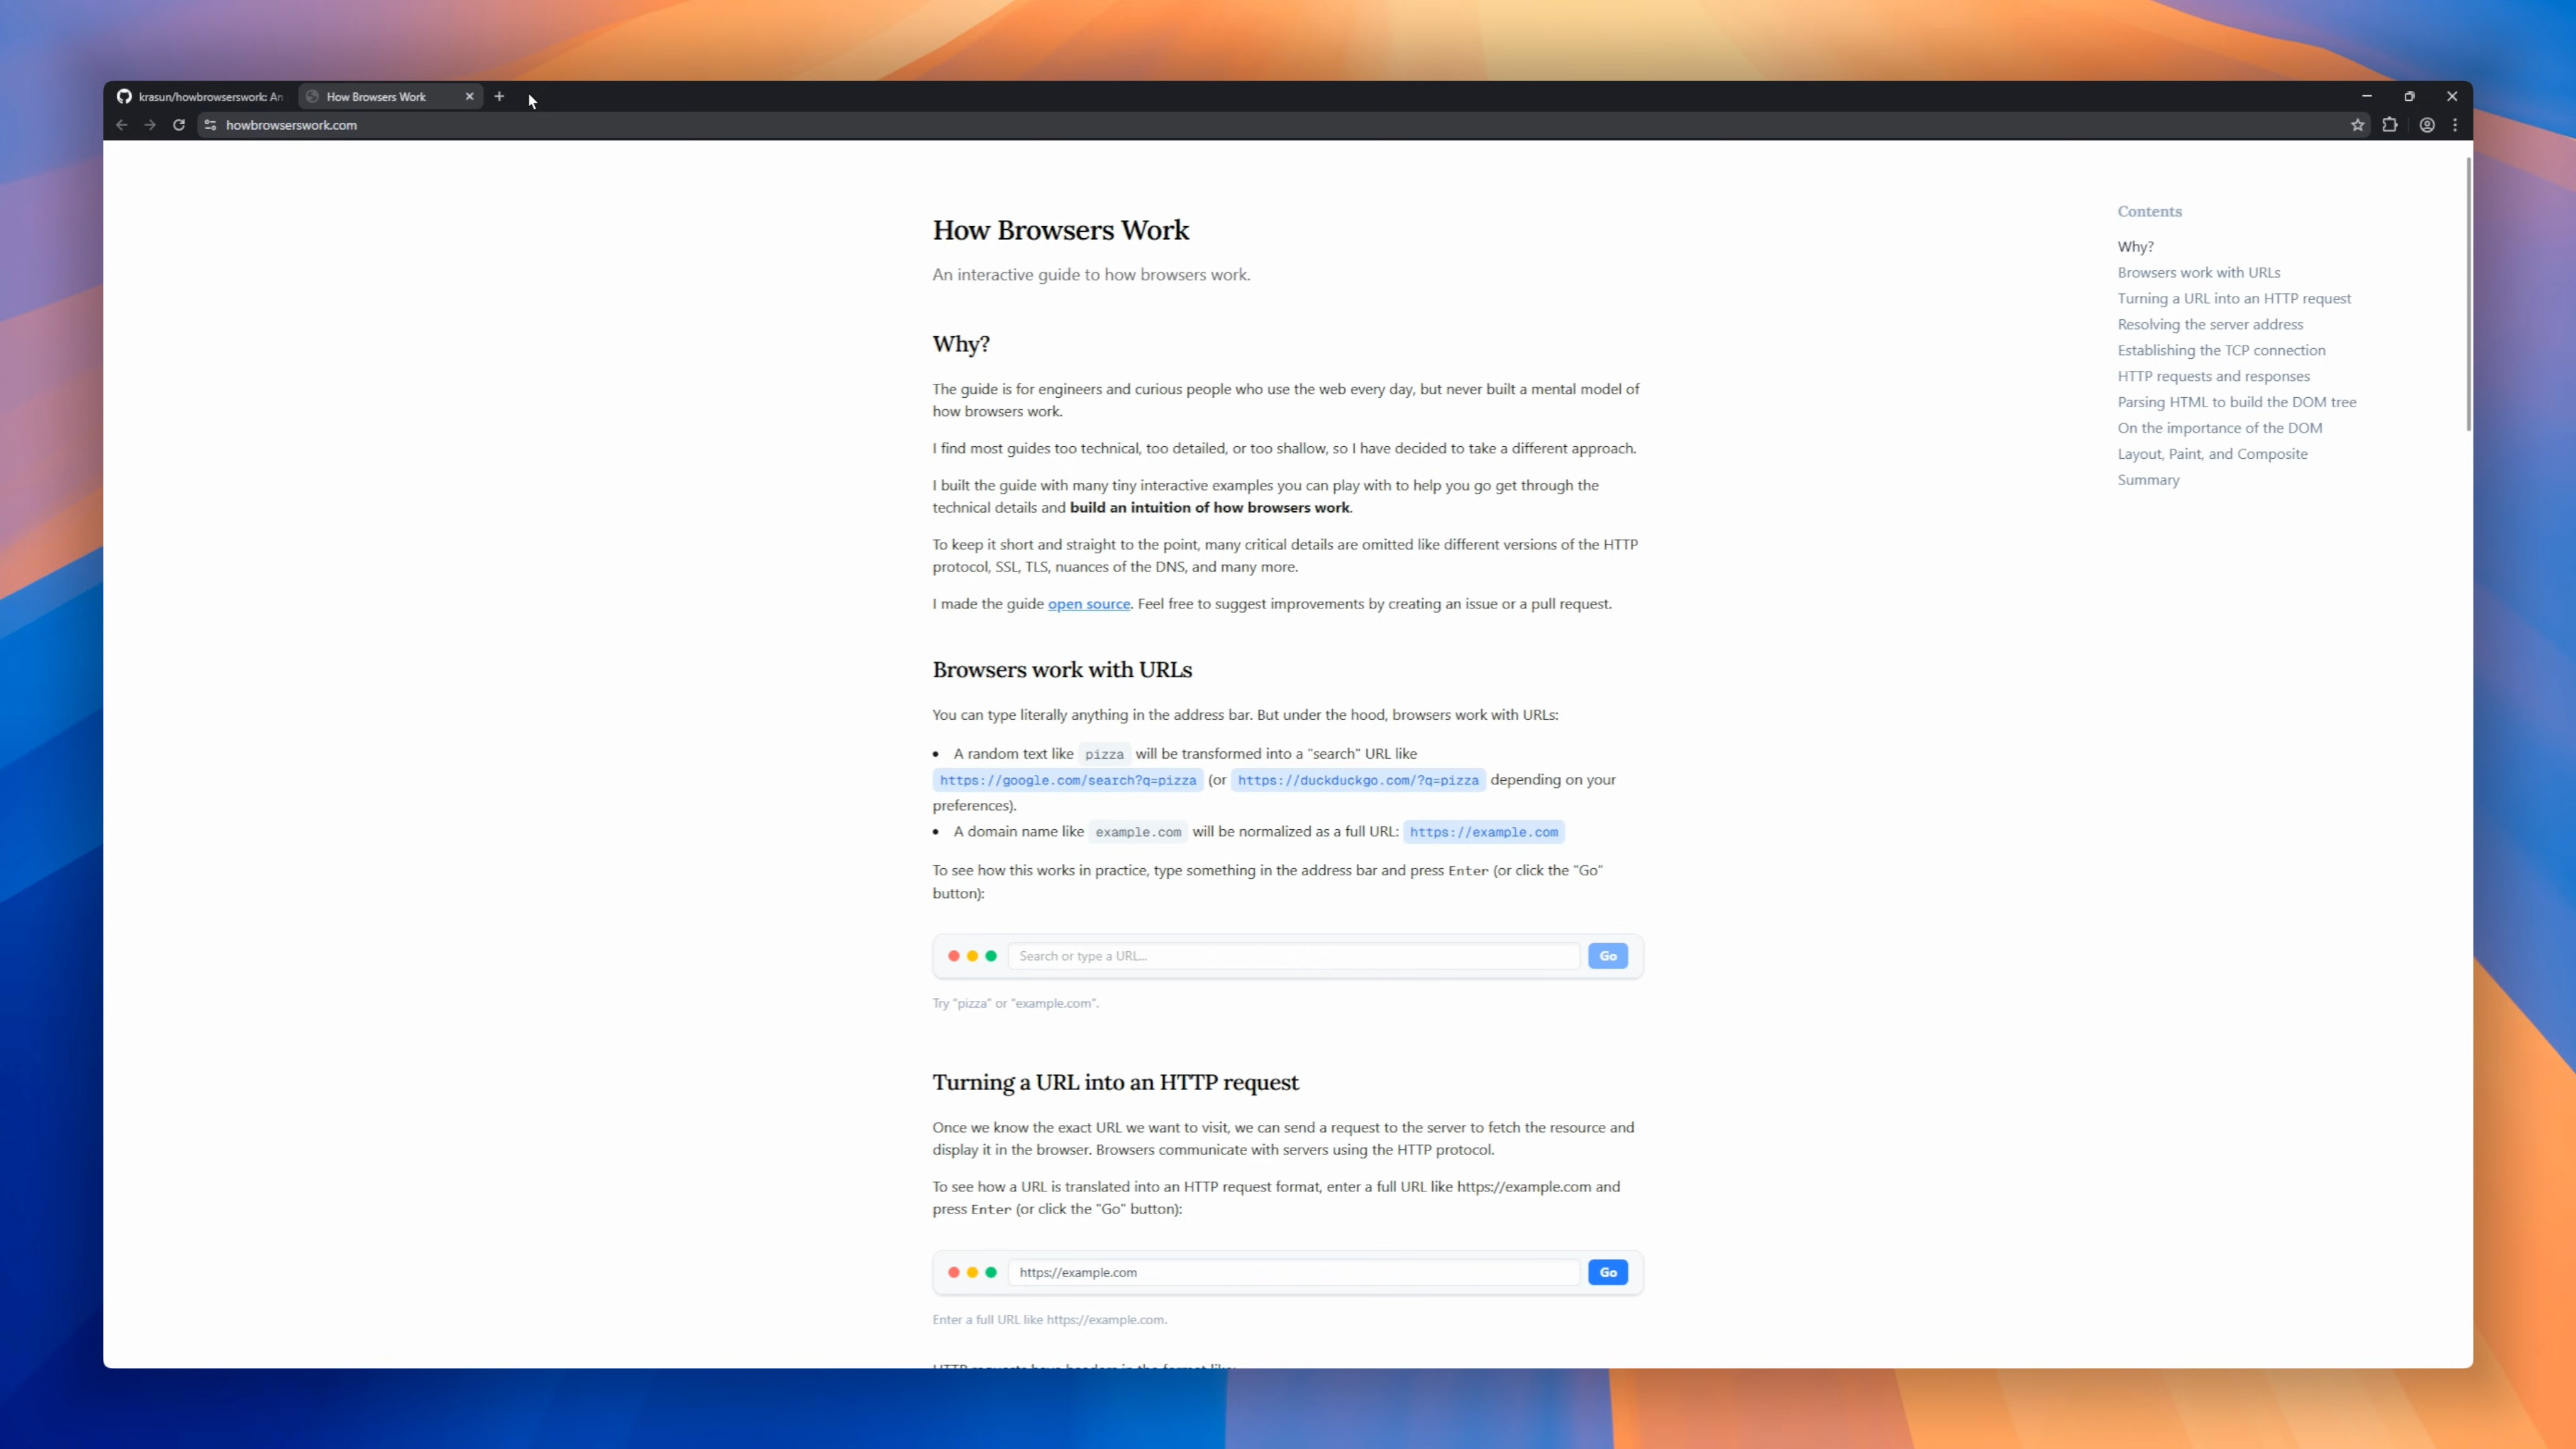 krasun/howbrowserswork: An
How Browsers Work
howbrowserswork.com
How Browsers Work
An interactive guide to how browsers work.
Why?
The guide is for engineers and curious people who use the web every day, but never built a mental model of
how browsers work.
I find most guides too technical, too detailed, or too shallow, so I have decided to take a different approach.
I built the guide with many tiny interactive examples you can play with to help you go get through the
technical details and build an intuition of how browsers work.
To keep it short and straight to the point, many critical details are omitted like different versions of the HTTP
protocol, SSL, TLS, nuances of the DNS, and many more.
I made the guide open source. Feel free to suggest improvements by creating an issue or a pull request.
Browsers work with URLs
You can type literally anything in the address bar. But under the hood, browsers work with URLs:
• A random text like pizza will be transformed into a "search" URL like
https://google.com/search?q=pizza (or https://duckduckgo.com/?q=pizza depending on your
preferences).
• A domain name like example.com will be normalized as a full URL: https://example.com
To see how this works in practice, type something in the address bar and press Enter (or click the "Go"
button):
Search or type a URL... Go
Try "pizza" or "example.com".
Turning a URL into an HTTP request
Once we know the exact URL we want to visit, we can send a request to the server to fetch the resource and
display it in the browser. Browsers communicate with servers using the HTTP protocol.
To see how a URL is translated into an HTTP request format, enter a full URL like https://example.com and
press Enter (or click the "Go" button):
https://example.com Go
Enter a full URL like https://example.com.
HTTP requests have headers in the format like:
Contents
Why?
Browsers work with URLs
Turning a URL into an HTTP request
Resolving the server address
Establishing the TCP connection
HTTP requests and responses
Parsing HTML to build the DOM tree
On the importance of the DOM
Layout, Paint, and Composite
Summary